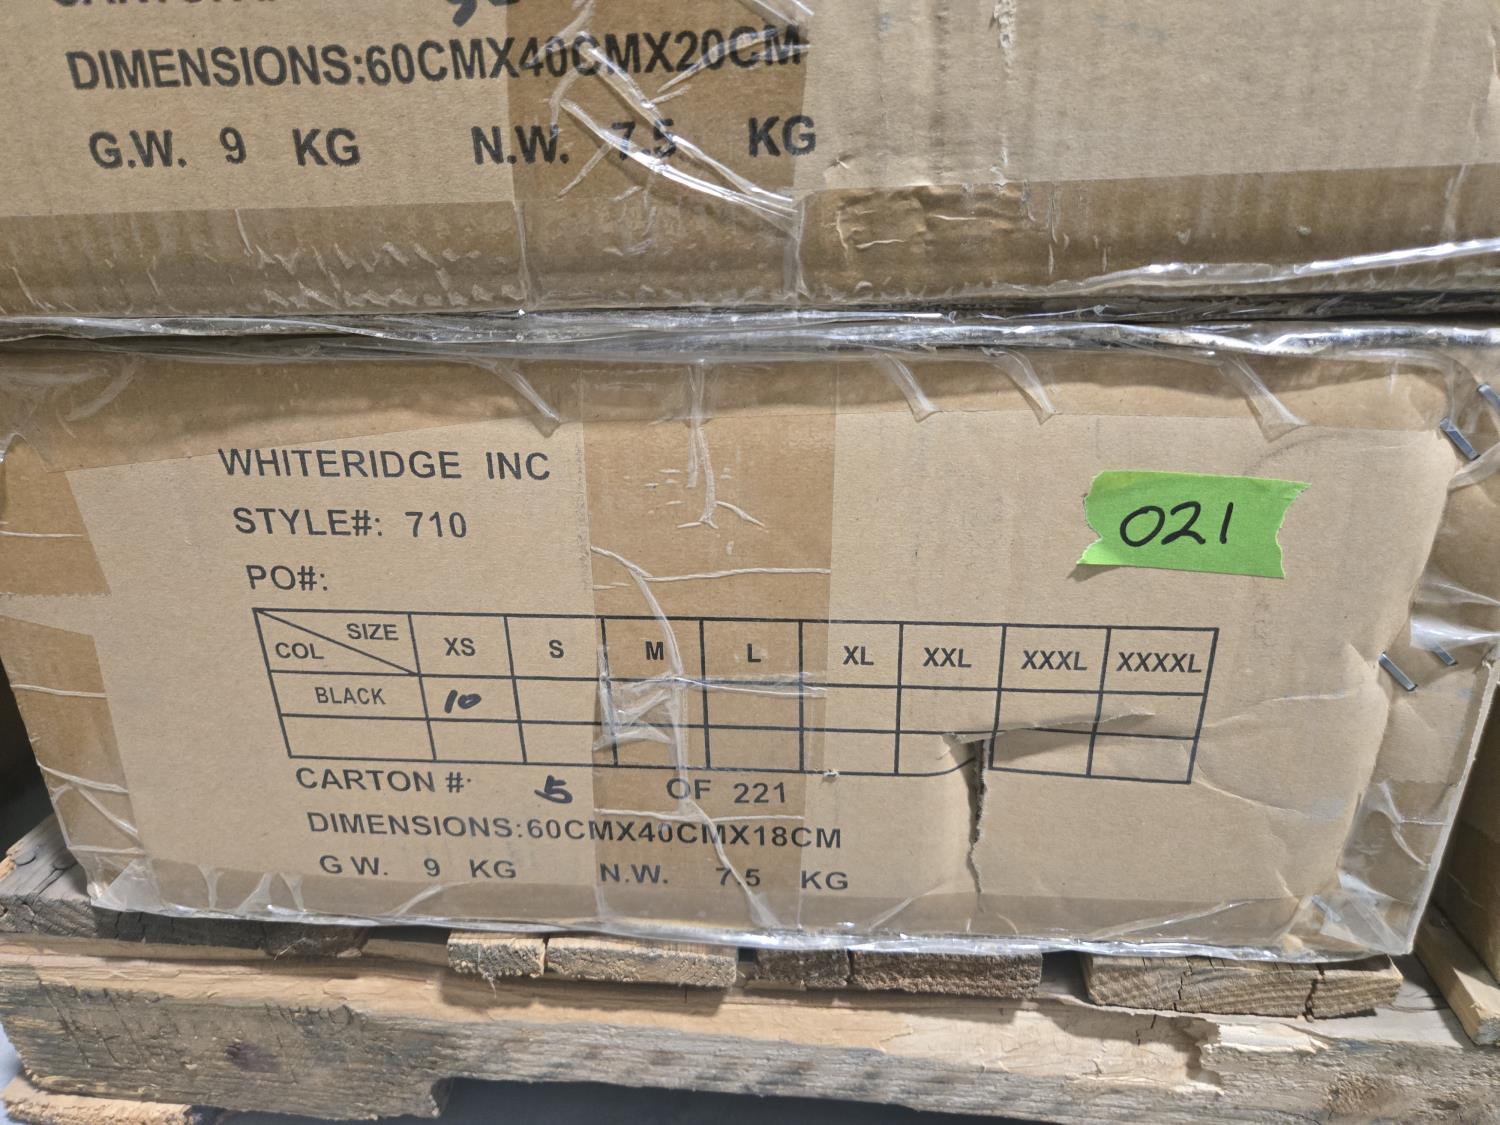 DIMENSIONS:60CMX40CMX20CM
G.W. 9 KG N.W. 7.5 KG
WHITERIDGE INC
STYLE#: 710
021
PO#:
SIZE
COL XS S M L XL XXL XXXL XXXXL
BLACK 10
CARTON #: 5 OF 221
DIMENSIONS:60CMX40CMX18CM
G W. 9 KG N.W. 7.5 KG